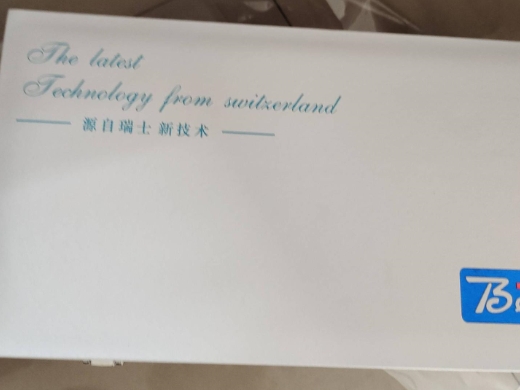 The latest
Technology from switzerland
源自瑞士 新技术